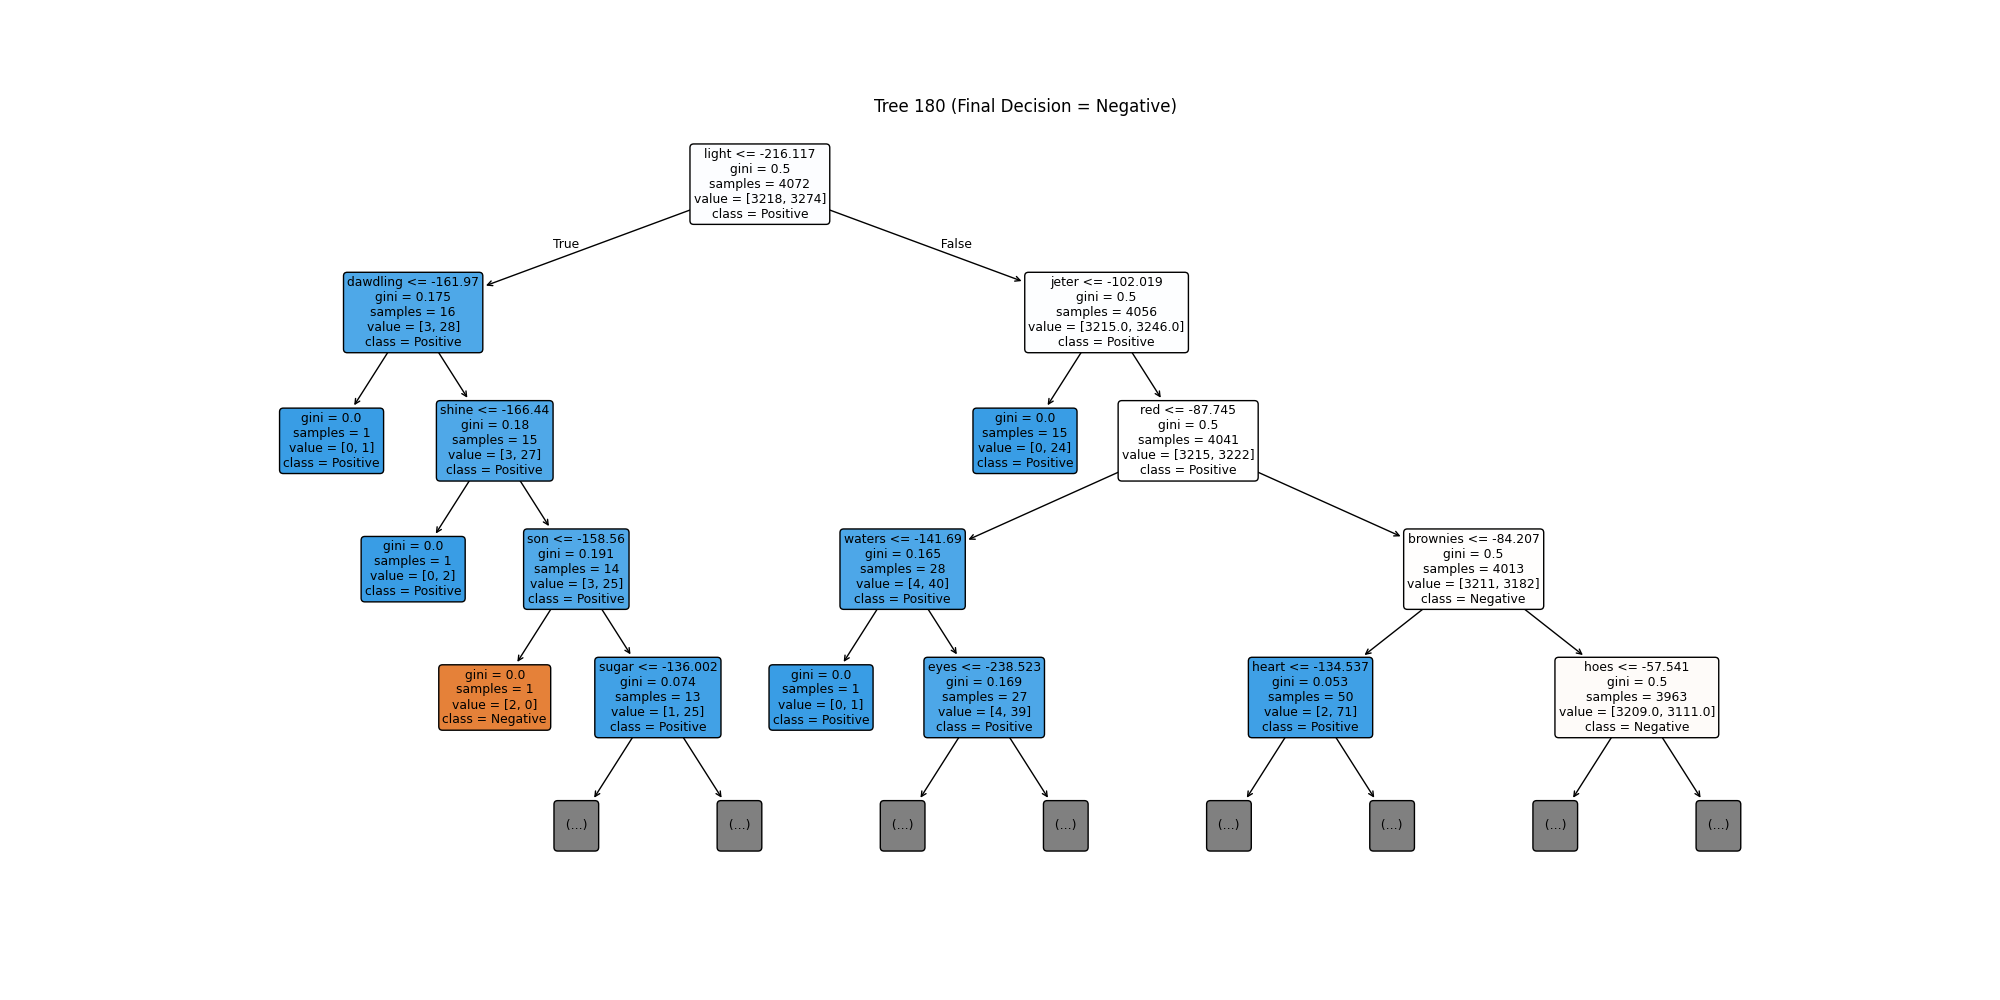 Tree 180 (Final Decision = Negative)
light <= -216.117
gini = 0.5
samples = 4072
value = [3218, 3274]
class = Positive
True
False
dawdling <= -161.97
gini = 0.175
samples = 16
value = [3, 28]
class = Positive
jeter <= -102.019
gini = 0.5
samples = 4056
value = [3215.0, 3246.0]
class = Positive
gini = 0.0
samples = 1
value = [0, 1]
class = Positive
shine <= -166.44
gini = 0.18
samples = 15
value = [3, 27]
class = Positive
gini = 0.0
samples = 15
value = [0, 24]
class = Positive
red <= -87.745
gini = 0.5
samples = 4041
value = [3215, 3222]
class = Positive
gini = 0.0
samples = 1
value = [0, 2]
class = Positive
son <= -158.56
gini = 0.191
samples = 14
value = [3, 25]
class = Positive
waters <= -141.69
gini = 0.165
samples = 28
value = [4, 40]
class = Positive
brownies <= -84.207
gini = 0.5
samples = 4013
value = [3211, 3182]
class = Negative
gini = 0.0
samples = 1
value = [2, 0]
class = Negative
sugar <= -136.002
gini = 0.074
samples = 13
value = [1, 25]
class = Positive
gini = 0.0
samples = 1
value = [0, 1]
class = Positive
eyes <= -238.523
gini = 0.169
samples = 27
value = [4, 39]
class = Positive
heart <= -134.537
gini = 0.053
samples = 50
value = [2, 71]
class = Positive
hoes <= -57.541
gini = 0.5
samples = 3963
value = [3209.0, 3111.0]
class = Negative
(...)
(...)
(...)
(...)
(...)
(...)
(...)
(...)